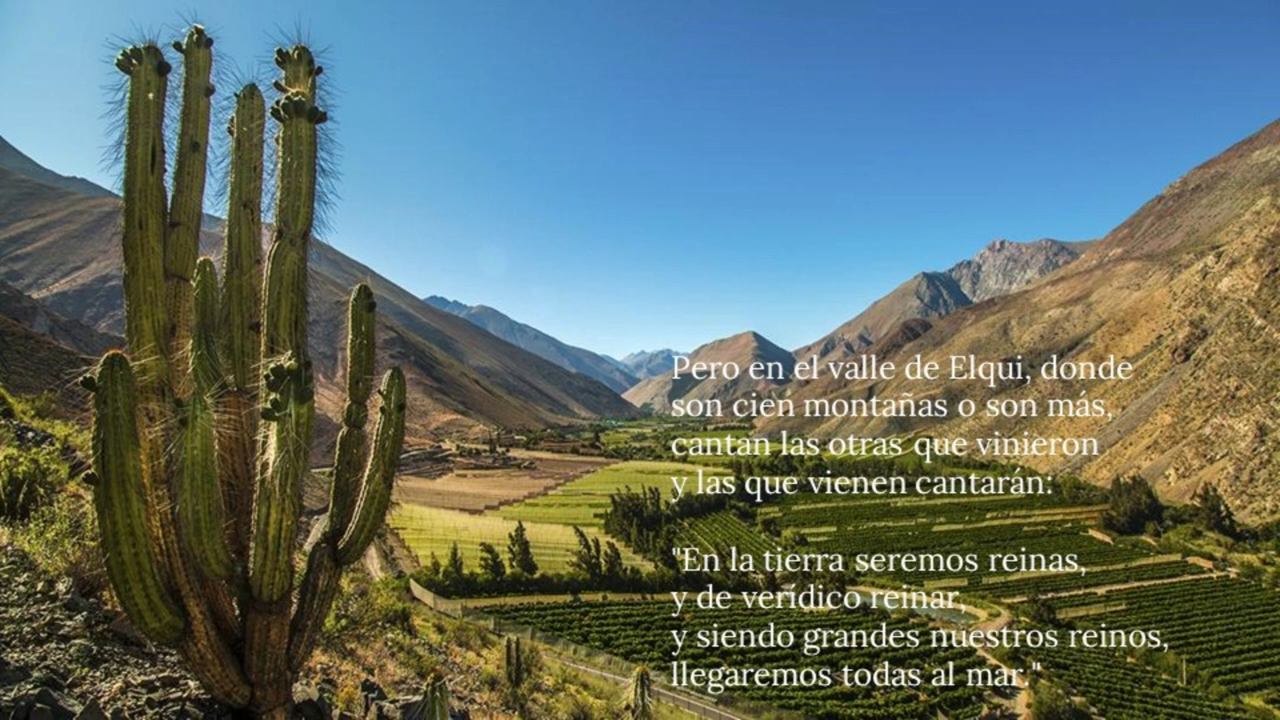 Pero en el valle de Elqui, donde
son cien montañas o son más,
cantan las otras que vinieron
y las que vienen cantarán:
"En la tierra seremos reinas,
y de verídico reinar,
y siendo grandes nuestros reinos,
llegaremos todas al mar."